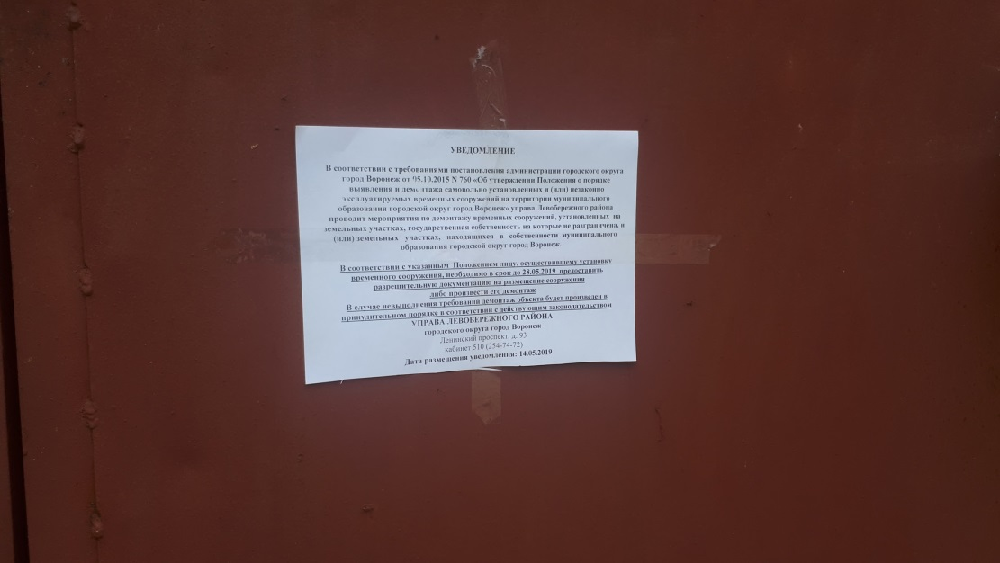 УВЕДОМЛЕНИЕ
В соответствии с требованиями постановления администрации городского округа
город Воронеж от 05.10.2015 N 760 «Об утверждении Положения о порядке
выявления и демонтажа самовольно установленных и (или) незаконно
эксплуатируемых временных сооружений на территории муниципального
образования городской округ город Воронеж» управа Левобережного района
проводит мероприятия по демонтажу временных сооружений, установленных на
земельных участках, государственная собственность на которые не разграничена, и
(или) земельных участках, находящихся в собственности муниципального
образования городской округ город Воронеж.
В соответствии с указанным Положением лицу, осуществившему установку
временного сооружения, необходимо в срок до 28.05.2019 предоставить
разрешительную документацию на размещение сооружения
либо произвести его демонтаж
В случае невыполнения требований демонтаж объекта будет произведен в
принудительном порядке в соответствии с действующим законодательством
УПРАВА ЛЕВОБЕРЕЖНОГО РАЙОНА
городского округа город Воронеж
Ленинский проспект, д. 93
кабинет 510 (254-74-72)
Дата размещения уведомления: 14.05.2019